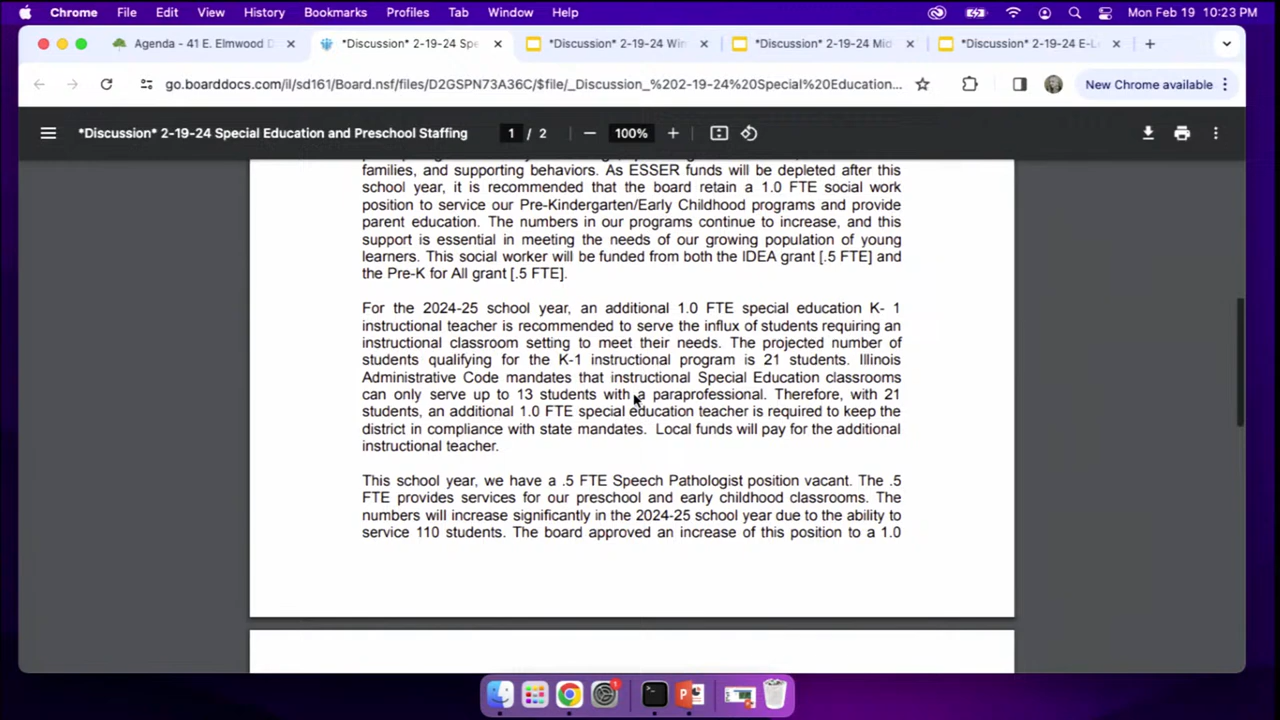 Chrome File Edit View History Bookmarks Profiles Tab Window Help Mon Feb 19 10:23 PM
Agenda - 41 E. Elmwood D *Discussion* 2-19-24 Spe *Discussion* 2-19-24 Win *Discussion* 2-19-24 Mid *Discussion* 2-19-24 E-L
go.boarddocs.com/il/sd161/Board.nsf/files/D2GSPN73A36C/$file/_Discussion_%202-19-24%20Special%20Education... New Chrome available
*Discussion* 2-19-24 Special Education and Preschool Staffing 1 / 2 100%
families, and supporting behaviors. As ESSER funds will be depleted after this
school year, it is recommended that the board retain a 1.0 FTE social work
position to service our Pre-Kindergarten/Early Childhood programs and provide
parent education. The numbers in our programs continue to increase, and this
support is essential in meeting the needs of our growing population of young
learners. This social worker will be funded from both the IDEA grant [.5 FTE] and
the Pre-K for All grant [.5 FTE].
For the 2024-25 school year, an additional 1.0 FTE special education K- 1
instructional teacher is recommended to serve the influx of students requiring an
instructional classroom setting to meet their needs. The projected number of
students qualifying for the K-1 instructional program is 21 students. Illinois
Administrative Code mandates that instructional Special Education classrooms
can only serve up to 13 students with a paraprofessional. Therefore, with 21
students, an additional 1.0 FTE special education teacher is required to keep the
district in compliance with state mandates. Local funds will pay for the additional
instructional teacher.
This school year, we have a .5 FTE Speech Pathologist position vacant. The .5
FTE provides services for our preschool and early childhood classrooms. The
numbers will increase significantly in the 2024-25 school year due to the ability to
service 110 students. The board approved an increase of this position to a 1.0